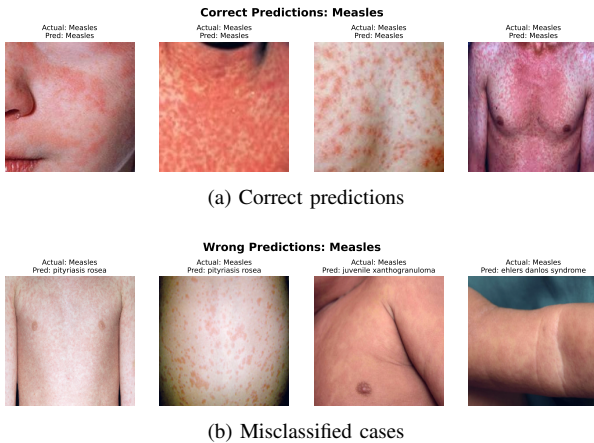 Correct Predictions: Measles
Actual: Measles
Pred: Measles
Actual: Measles
Pred: Measles
Actual: Measles
Pred: Measles
Actual: Measles
Pred: Measles
(a) Correct predictions
Wrong Predictions: Measles
Actual: Measles
Pred: pityriasis rosea
Actual: Measles
Pred: pityriasis rosea
Actual: Measles
Pred: juvenile xanthogranuloma
Actual: Measles
Pred: ehlers danlos syndrome
(b) Misclassified cases